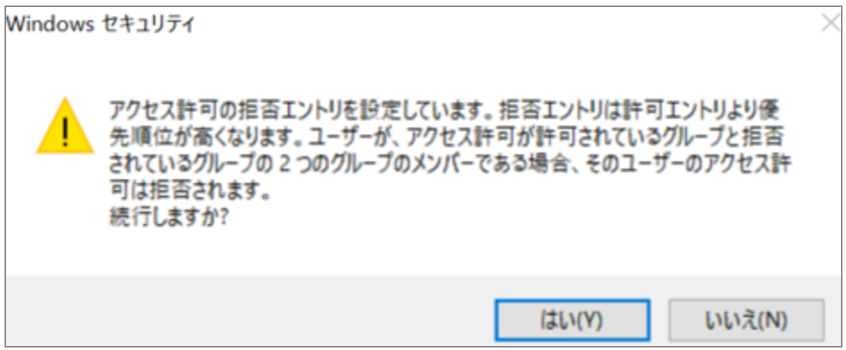 Windows セキュリティ
アクセス許可の拒否エントリを設定しています。拒否エントリは許可エントリより優
先順位が高くなります。ユーザーが、アクセス許可が許可されているグループと拒否
されているグループの 2 つのグループのメンバーである場合、そのユーザーのアクセス許
可は拒否されます。
続行しますか?
はい(Y)
いいえ(N)